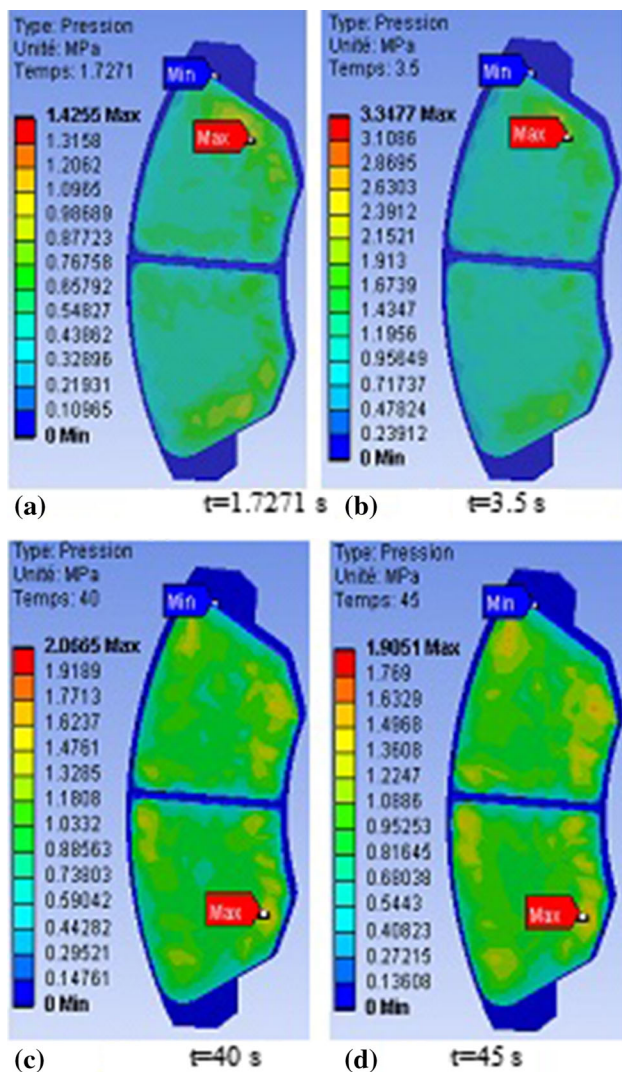 Type: Pression
Unité: MPa
Temps: 1.7271
Min
1.4255 Max
Max
1.3158
1.2062
1.0965
0.98689
0.87723
0.76758
0.65792
0.54827
0.43862
0.32896
0.21931
0.10965
0 Min
(a) t=1.7271 s
Type: Pression
Unité: MPa
Temps: 3.5
Min
3.3477 Max
Max
3.1086
2.8695
2.6303
2.3912
2.1521
1.913
1.6739
1.4347
1.1956
0.95649
0.71737
0.47824
0.23912
0 Min
(b) t=3.5 s
Type: Pression
Unité: MPa
Temps: 40
Min
2.0665 Max
1.9189
1.7713
1.6237
1.4761
1.3285
1.1808
1.0332
0.88563
0.73803
0.59042
Max
0.44282
0.29521
0.14761
0 Min
(c) t=40 s
Type: Pression
Unité: MPa
Temps: 45
Min
1.9051 Max
1.769
1.6329
1.4968
1.3608
1.2247
1.0886
0.95253
0.81645
0.68038
0.5443
Max
0.40823
0.27215
0.13608
0 Min
(d) t=45 s